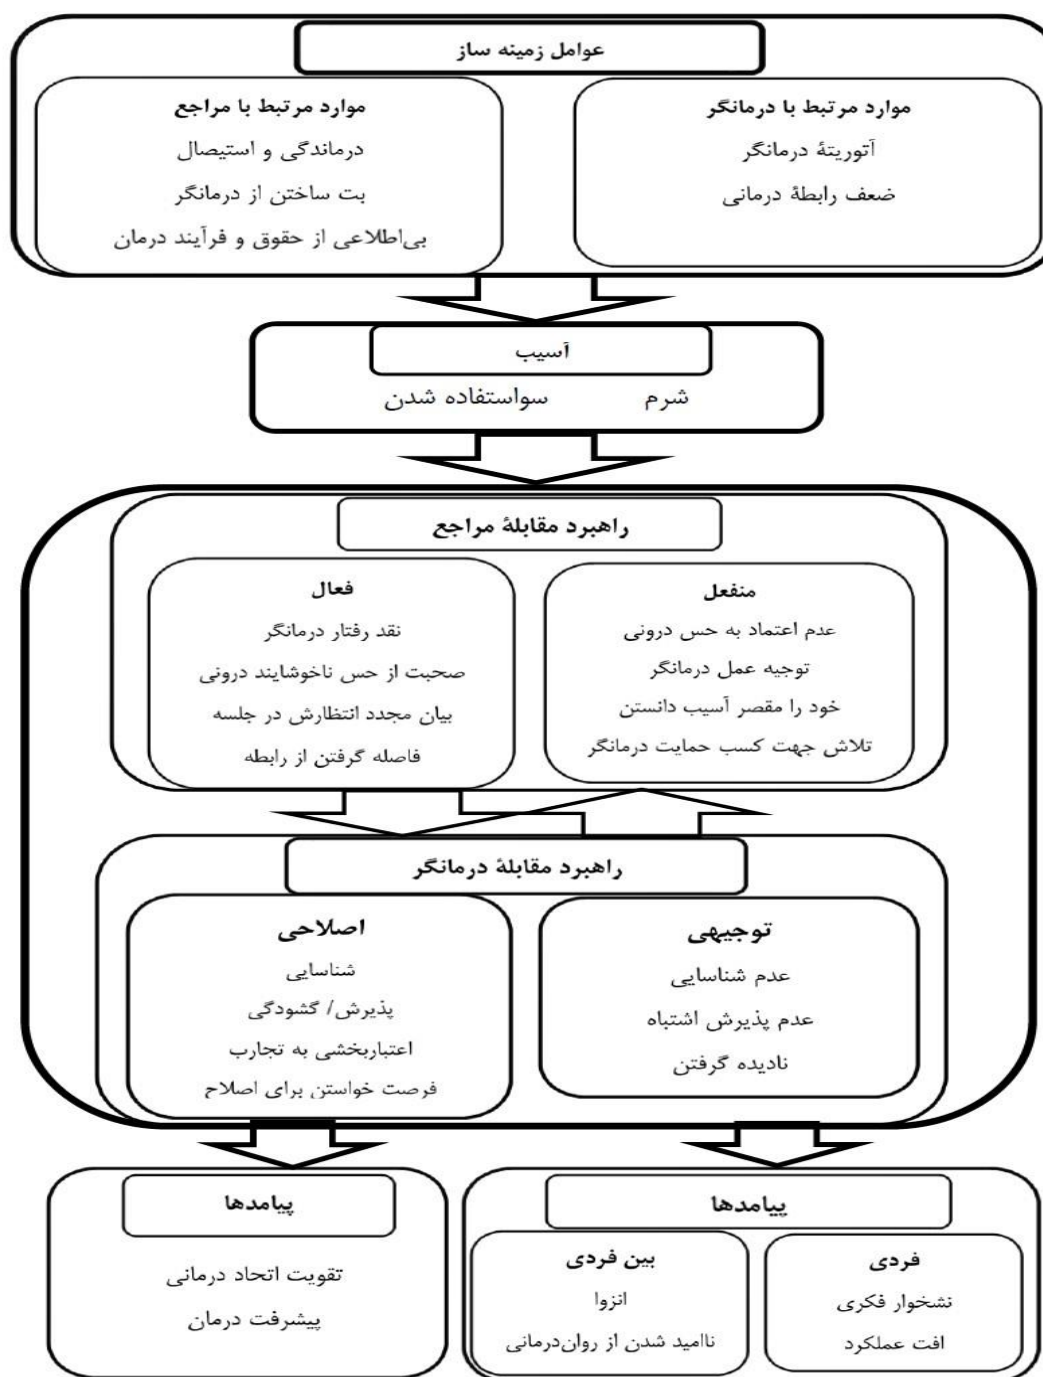 عوامل زمینه ساز
موارد مرتبط با درمانگر
آتوریتهٔ درمانگر
ضعف رابطهٔ درمانی
موارد مرتبط با مراجع
درماندگی و استیصال
بت ساختن از درمانگر
بی‌اطلاعی از حقوق و فرآیند درمان
آسیب
شرم سواستفاده شدن
راهبرد مقابلهٔ مراجع
منفعل
عدم اعتماد به حس درونی
توجیه عمل درمانگر
خود را مقصر آسیب دانستن
تلاش جهت کسب حمایت درمانگر
فعال
نقد رفتار درمانگر
صحبت از حس ناخوشایند درونی
بیان مجدد انتظارش در جلسه
فاصله گرفتن از رابطه
راهبرد مقابلهٔ درمانگر
توجیهی
عدم شناسایی
عدم پذیرش اشتباه
نادیده گرفتن
اصلاحی
شناسایی
پذیرش/ گشودگی
اعتباربخشی به تجارب
فرصت خواستن برای اصلاح
پیامدها
فردی
نشخوار فکری
افت عملکرد
بین فردی
انزوا
ناامید شدن از روان‌درمانی
پیامدها
تقویت اتحاد درمانی
پیشرفت درمان